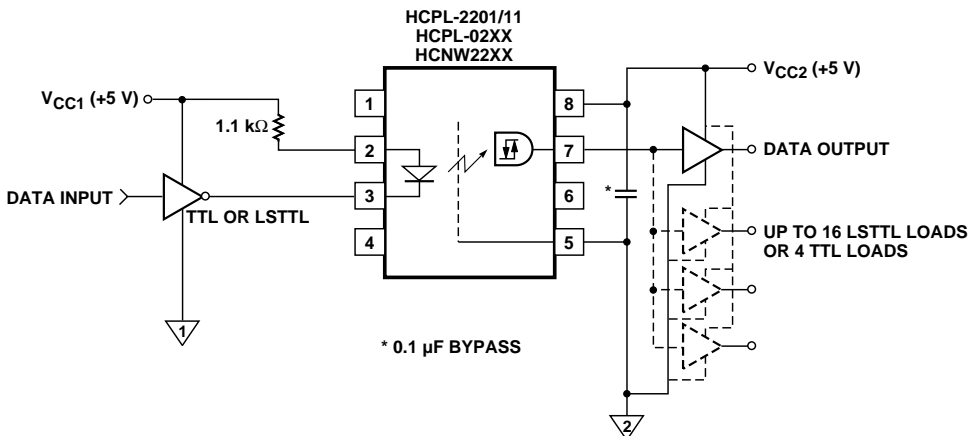 HCPL-2201/11
HCPL-02XX
HCNW22XX
VCC1 (+5 V)
1.1 kΩ
DATA INPUT
TTL OR LSTTL
1
1
2
3
4
8
7
6
5
*
VCC2 (+5 V)
DATA OUTPUT
UP TO 16 LSTTL LOADS
OR 4 TTL LOADS
* 0.1 µF BYPASS
2